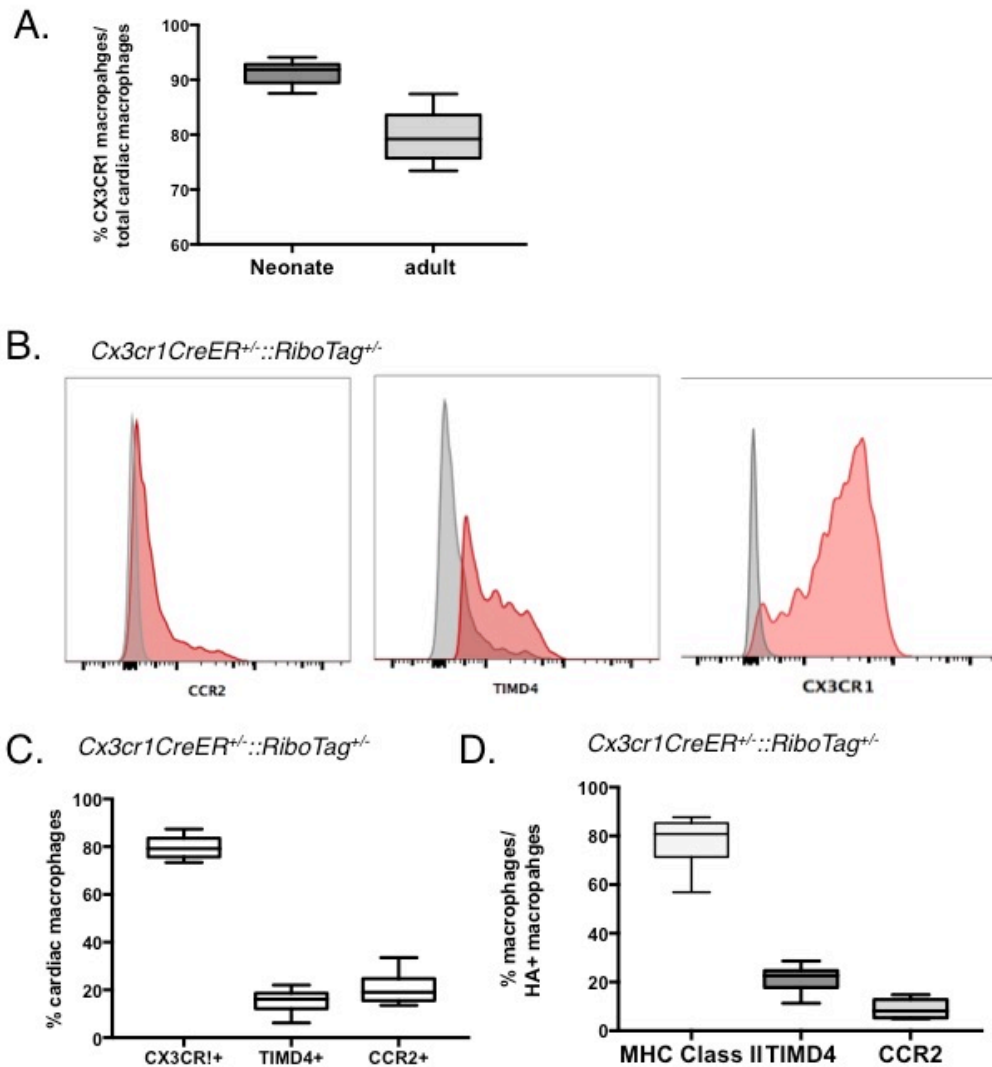 A.
% CX3CR1 macropahges/
total cardiac macrophages
100
90
80
70
60
Neonate adult
B.
Cx3cr1CreER+/-::RiboTag+/-
CCR2 TIMD4 CX3CR1
C.
Cx3cr1CreER+/-::RiboTag+/-
% cardiac macrophages
100
80
60
40
20
0
CX3CR!+ TIMD4+ CCR2+
D.
Cx3cr1CreER+/-::RiboTag+/-
% macrophages/
HA+ macropahges
100
80
60
40
20
0
MHC Class II TIMD4 CCR2